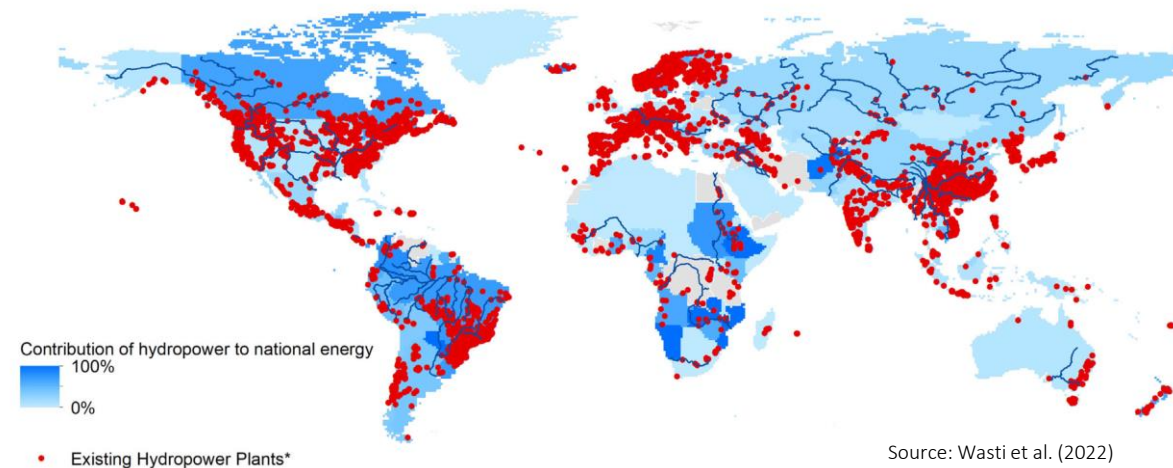 Contribution of hydropower to national energy
100%
0%
Existing Hydropower Plants*
Source: Wasti et al. (2022)